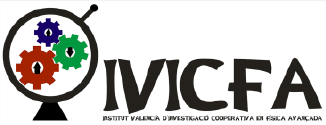 IVICFA
INSTITUT VALENCIÀ D'INVESTIGACIÓ COOPERATIVA EN FÍSICA AVANÇADA